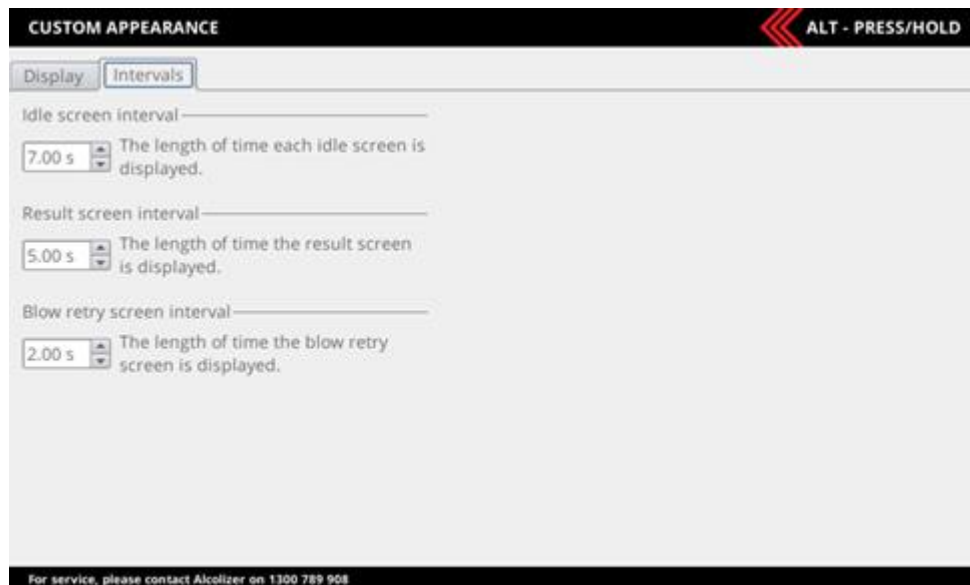 CUSTOM APPEARANCE
ALT - PRESS/HOLD
Display
Intervals
Idle screen interval
7.00 s
The length of time each idle screen is
displayed.
Result screen interval
5.00 s
The length of time the result screen
is displayed.
Blow retry screen interval
2.00 s
The length of time the blow retry
screen is displayed.
For service, please contact Alcolizer on 1300 789 908